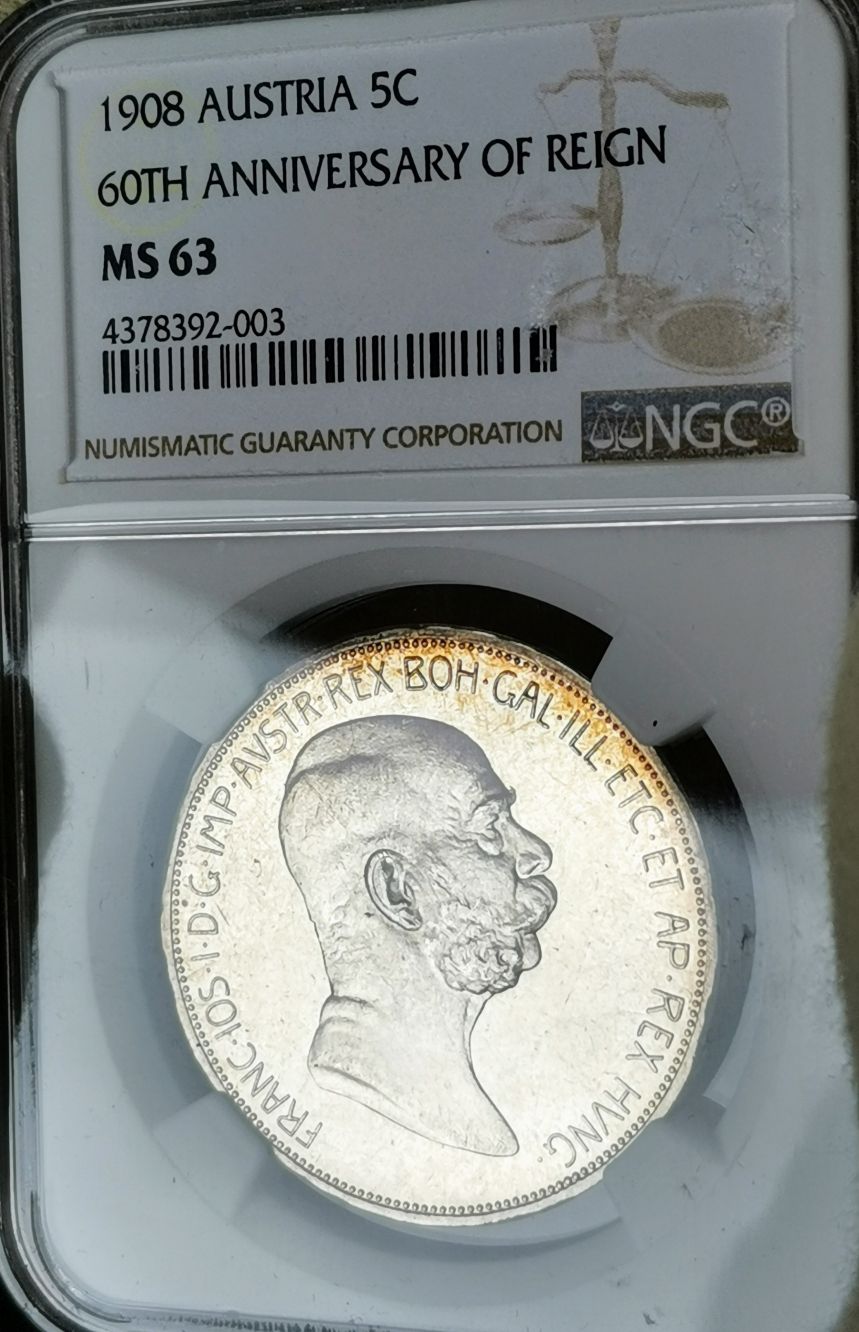 1908 AUSTRIA 5C
60TH ANNIVERSARY OF REIGN
MS 63
4378392-003
NUMISMATIC GUARANTY CORPORATION
NGC®
FRANC·IOS·I·D·G·IMP·AVSTR·REX BOH·GAL·ILL·ETC·ET AP·REX HVNG·